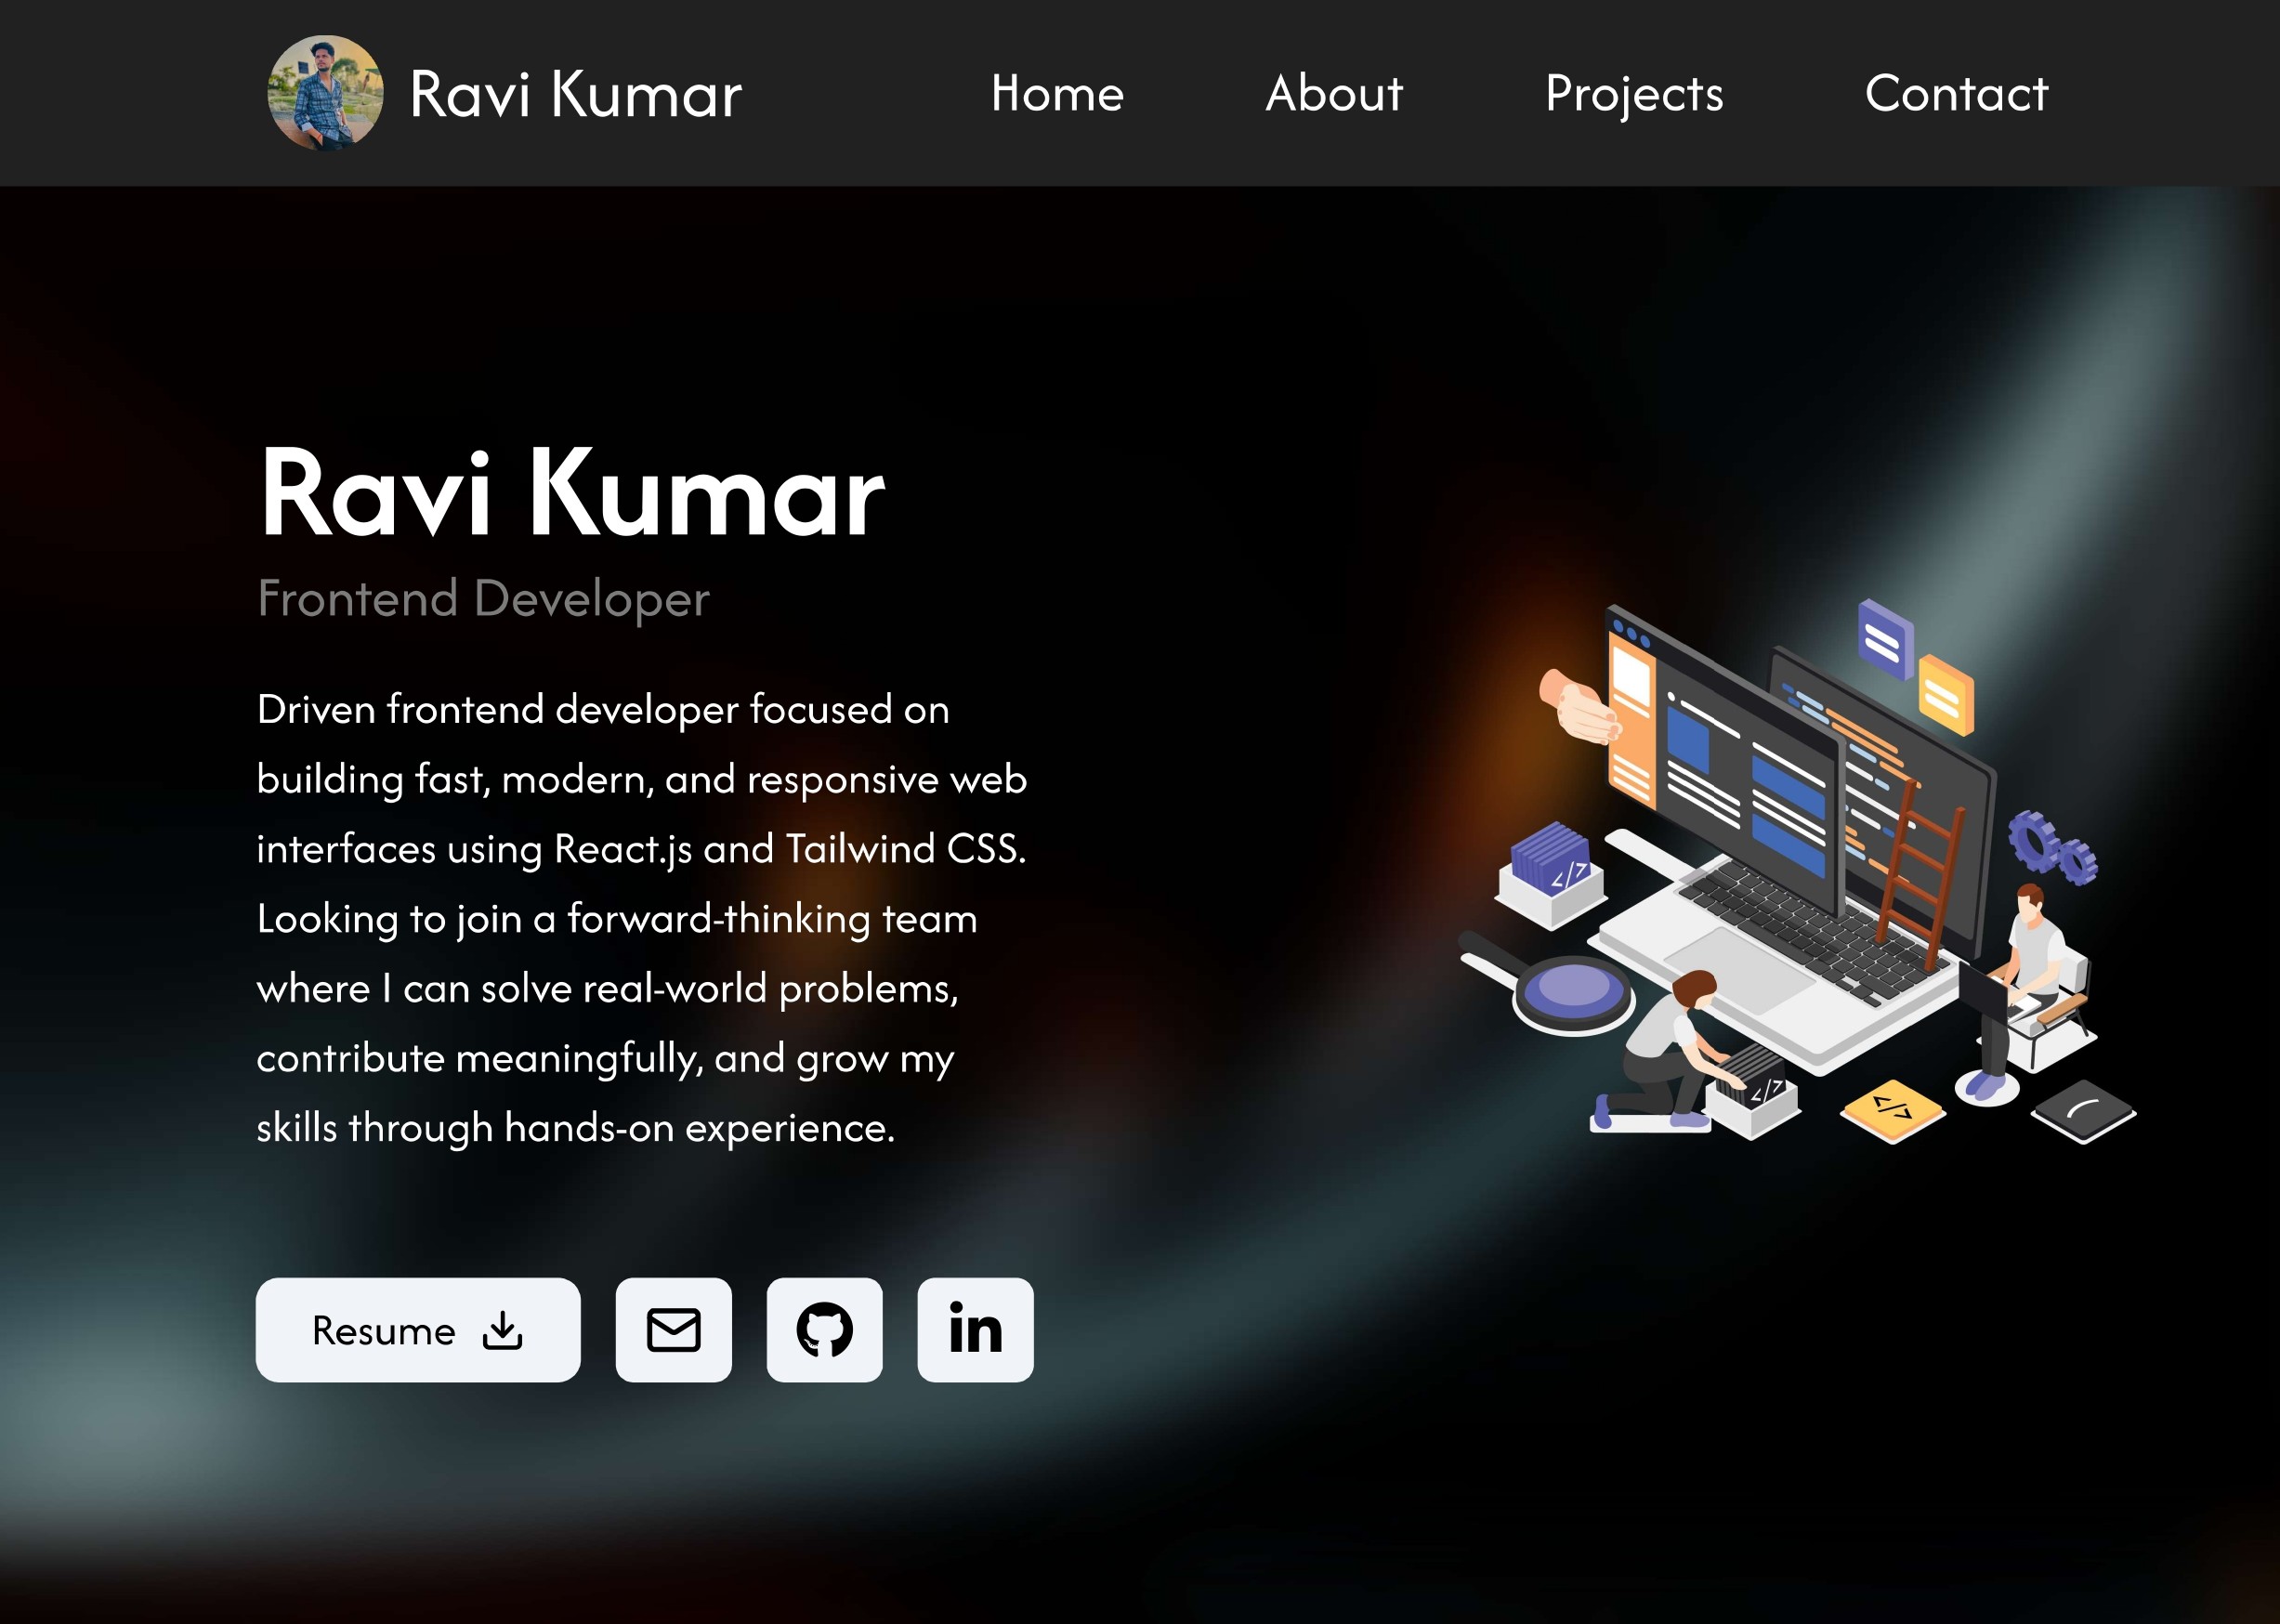 Ravi Kumar
Home
About
Projects
Contact
Ravi Kumar
Frontend Developer
Driven frontend developer focused on
building fast, modern, and responsive web
interfaces using React.js and Tailwind CSS.
Looking to join a forward-thinking team
where I can solve real-world problems,
contribute meaningfully, and grow my
skills through hands-on experience.
Resume
in
</>
</>
</>